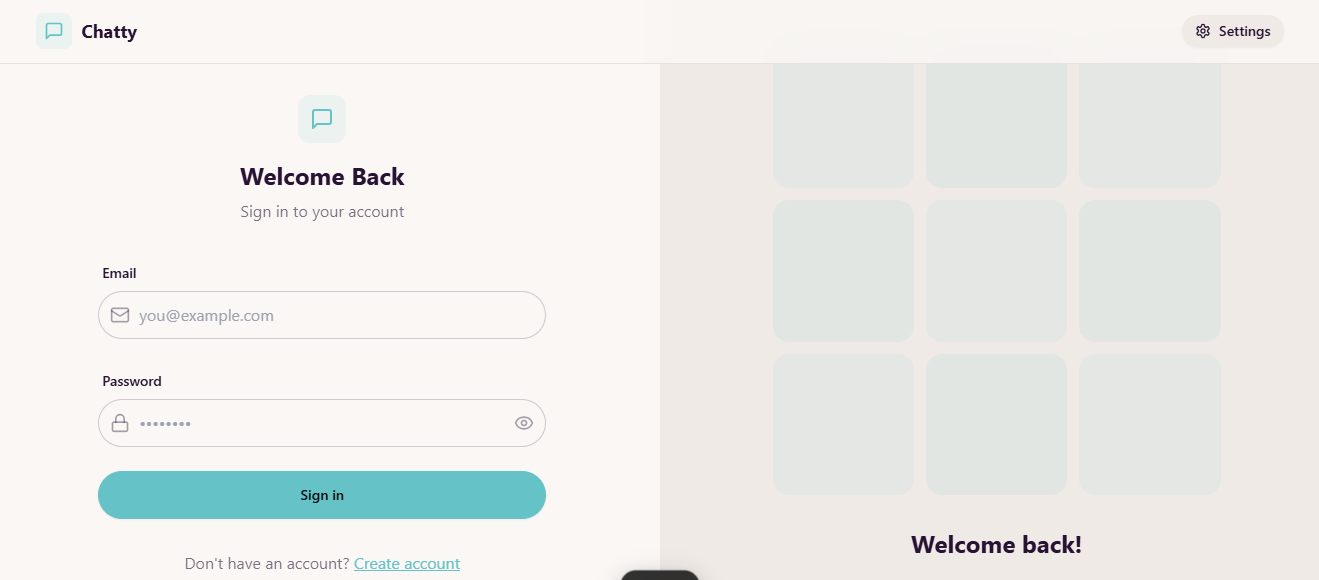 Chatty
Settings
Welcome Back
Sign in to your account
Email
you@example.com
Password
••••••••
Sign in
Don't have an account? Create account
Welcome back!